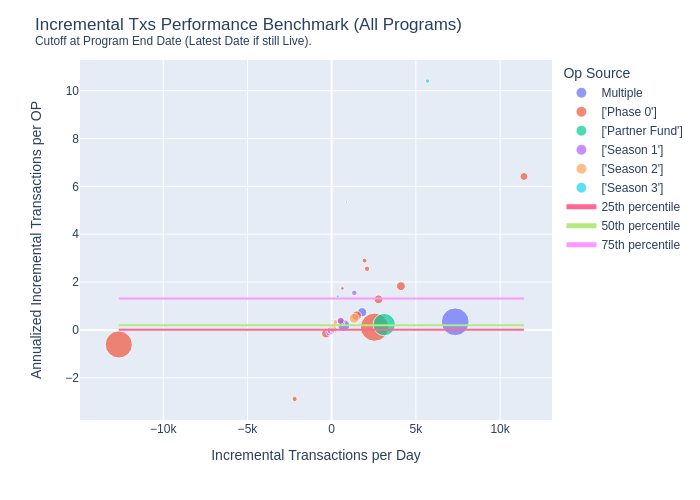 Incremental Txs Performance Benchmark (All Programs)
Cutoff at Program End Date (Latest Date if still Live).
Op Source
Multiple
['Phase 0']
['Partner Fund']
['Season 1']
['Season 2']
['Season 3']
25th percentile
50th percentile
75th percentile
Annualized Incremental Transactions per OP
10
8
6
4
2
0
−2
−10k
−5k
0
5k
10k
Incremental Transactions per Day